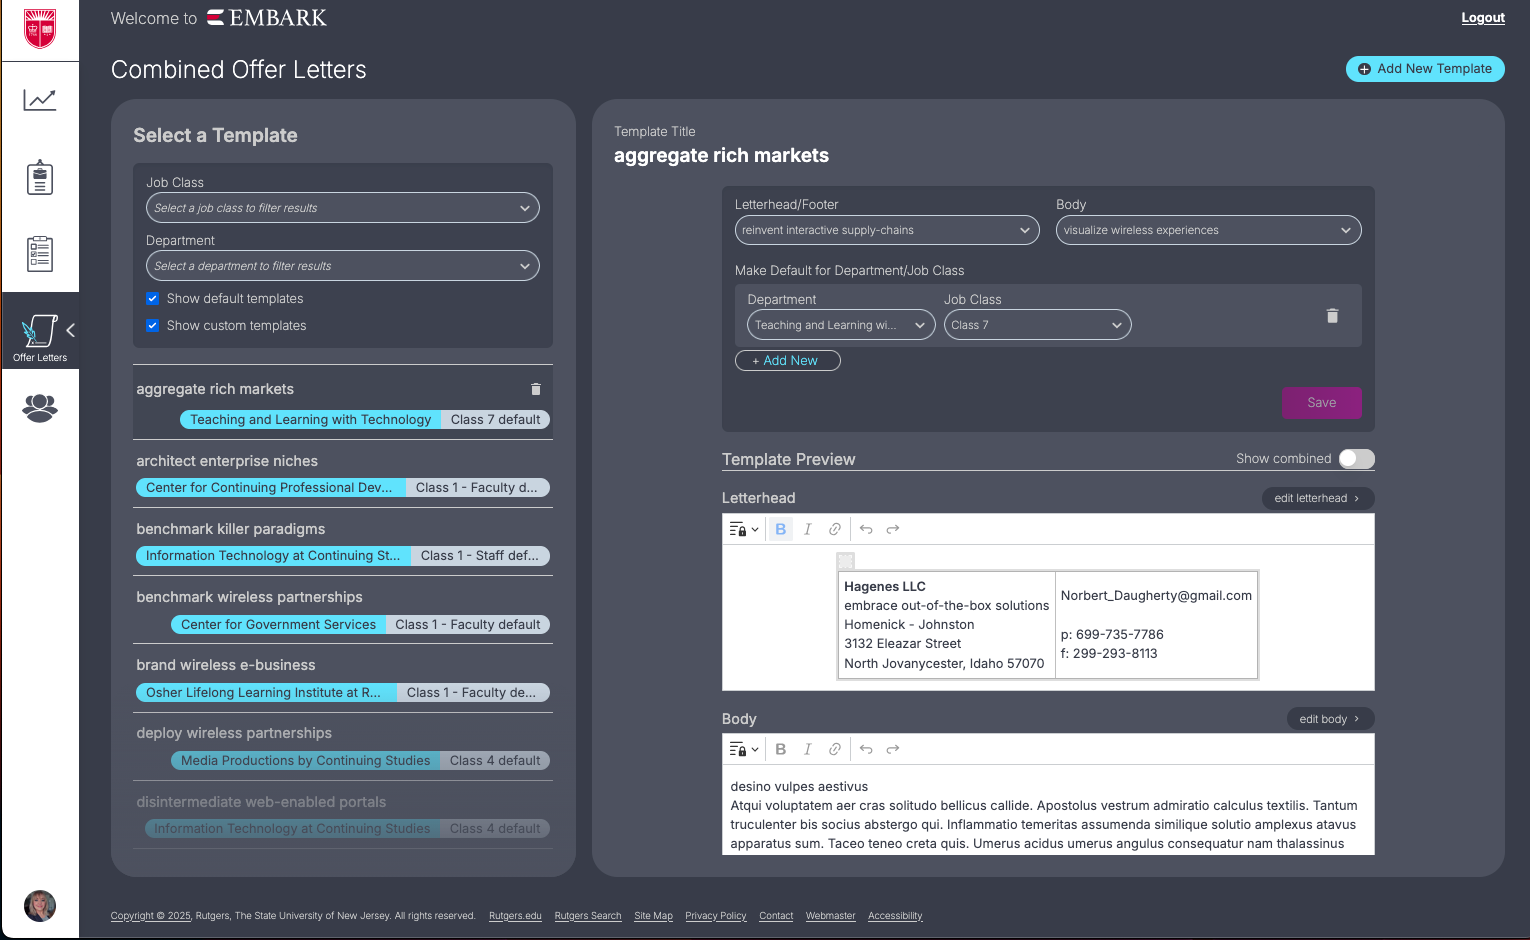 Welcome to EMBARK
Logout
Combined Offer Letters
Add New Template
Offer Letters
Select a Template
Job Class
Select a job class to filter results
Department
Select a department to filter results
Show default templates
Show custom templates
aggregate rich markets
Teaching and Learning with Technology Class 7 default
architect enterprise niches
Center for Continuing Professional Dev... Class 1 - Faculty d...
benchmark killer paradigms
Information Technology at Continuing St... Class 1 - Staff def...
benchmark wireless partnerships
Center for Government Services Class 1 - Faculty default
brand wireless e-business
Osher Lifelong Learning Institute at R... Class 1 - Faculty de...
deploy wireless partnerships
Media Productions by Continuing Studies Class 4 default
disintermediate web-enabled portals
Information Technology at Continuing Studies Class 4 default
Template Title
aggregate rich markets
Letterhead/Footer
reinvent interactive supply-chains
Body
visualize wireless experiences
Make Default for Department/Job Class
Department
Teaching and Learning wi...
Job Class
Class 7
+ Add New
Save
Template Preview
Show combined
Letterhead
edit letterhead >
B I
Hagenes LLC
embrace out-of-the-box solutions
Homenick - Johnston
3132 Eleazar Street
North Jovanycester, Idaho 57070
Norbert_Daugherty@gmail.com
p: 699-735-7786
f: 299-293-8113
Body
edit body >
B I
desino vulpes aestivus
Atqui voluptatem aer cras solitudo bellicus callide. Apostolus vestrum admiratio calculus textilis. Tantum
truculenter bis socius abstergo qui. Inflammatio temeritas assumenda similique solutio amplexus atavus
apparatus sum. Taceo teneo creta quis. Umerus acidus umerus angulus consequatur nam thalassinus
Copyright © 2025, Rutgers, The State University of New Jersey. All rights reserved. Rutgers.edu Rutgers Search Site Map Privacy Policy Contact Webmaster Accessibility